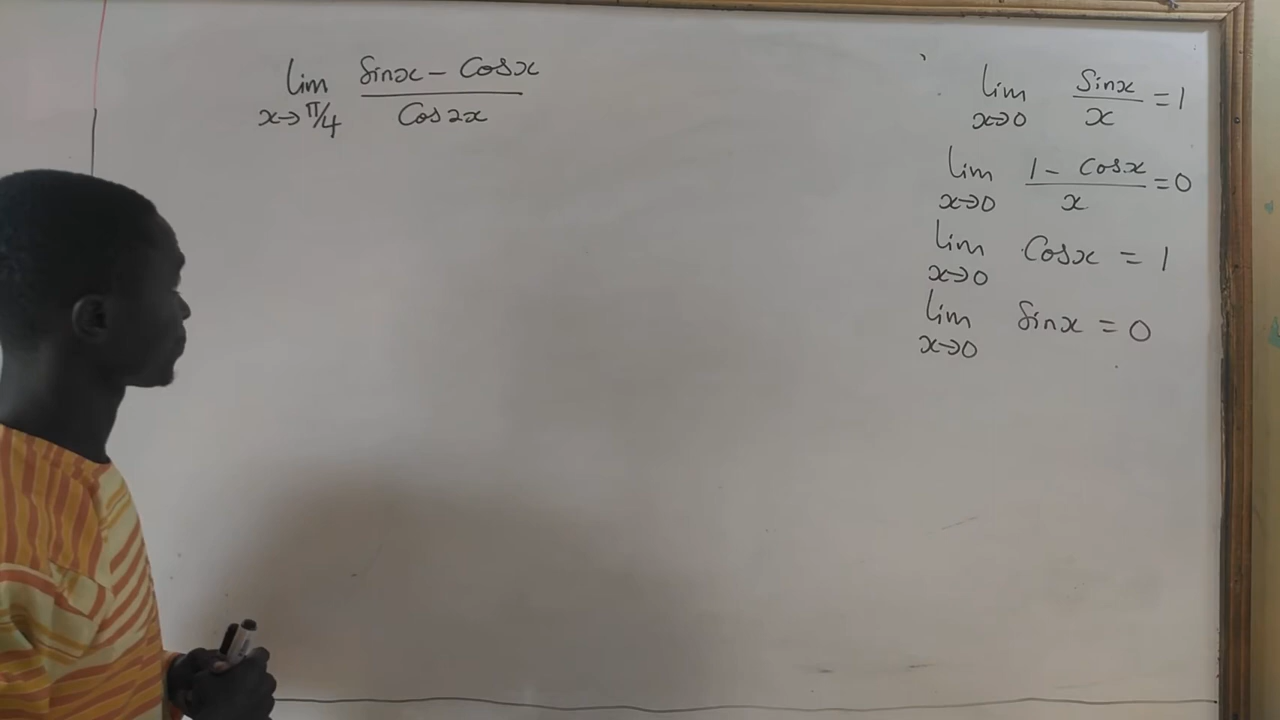 lim x→π/4 (Sinx − Cosx)/(Cos2x)
lim x→0 Sinx/x = 1
lim x→0 (1 − Cosx)/x = 0
lim x→0 Cosx = 1
lim x→0 Sinx = 0